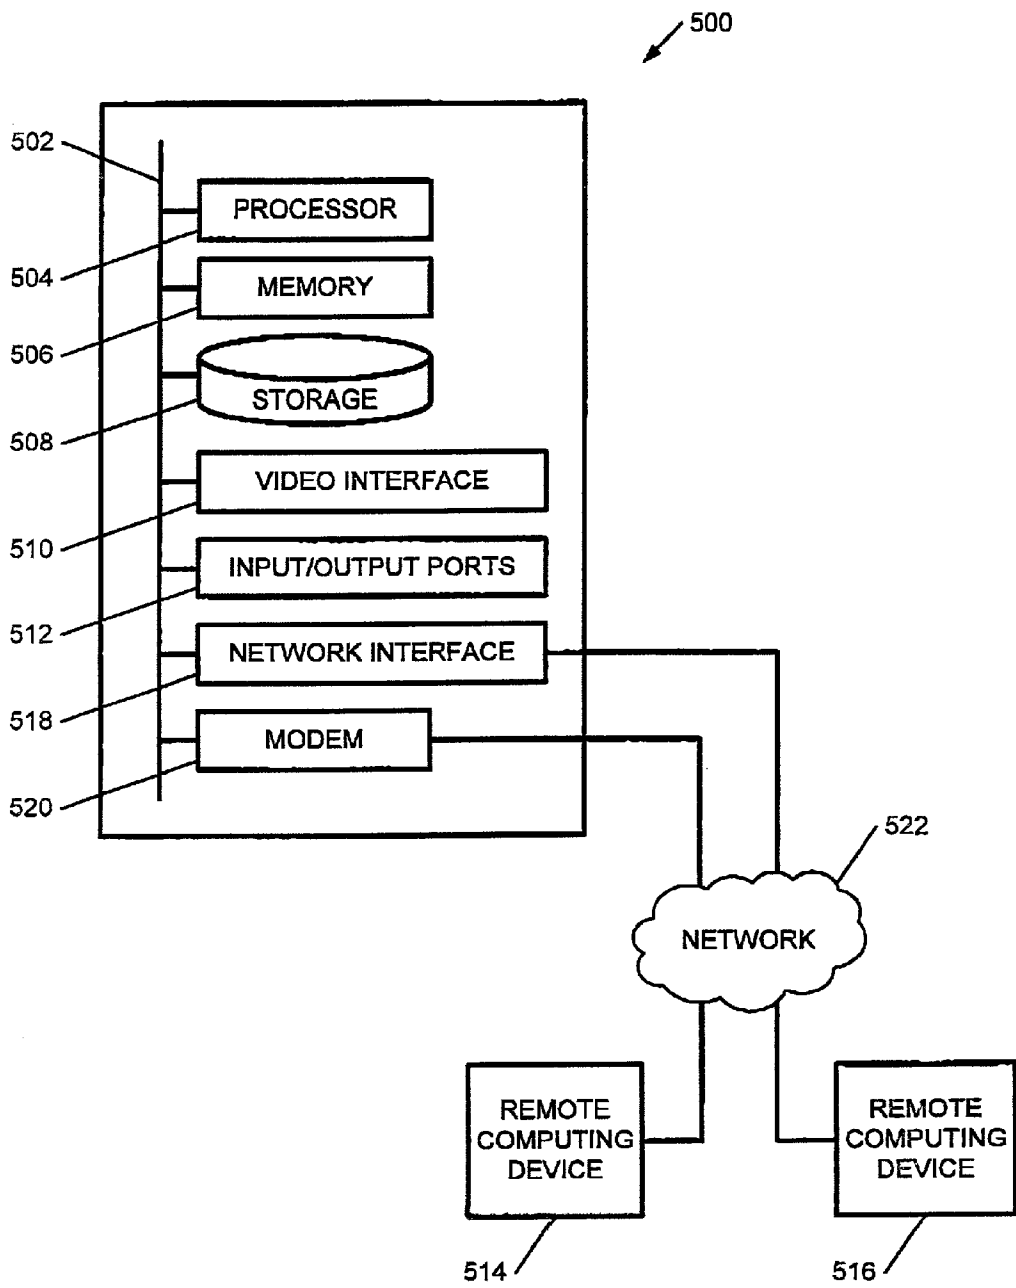 500
502
PROCESSOR
504
MEMORY
506
STORAGE
508
VIDEO INTERFACE
510
INPUT/OUTPUT PORTS
512
NETWORK INTERFACE
518
MODEM
520
522
NETWORK
REMOTE
COMPUTING
DEVICE
REMOTE
COMPUTING
DEVICE
514
516